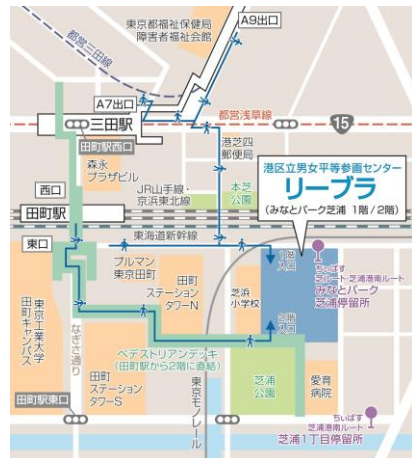 東京都福祉保健局
障害者福祉会館
A9出口
都営三田線
A7出口
三田駅
都営浅草線
15
田町駅西口
港芝四
郵便局
森永
プラザビル
港区立男女平等参画センター
リーブラ
(みなとパーク芝浦 1階/2階)
西口
JR山手線・
京浜東北線
本芝
公園
田町駅
東海道新幹線
東口
プルマン
東京田町
田町
ステーション
タワーN
芝浜
小学校
1階
入口
2階
入口
ちぃばす
芝ルート・芝浦港南ルート
みなとパーク
芝浦停留所
東京工業大学
田町キャンパス
なぎさ通り
ペデストリアンデッキ
(田町駅から2階に直結)
田町
ステーション
タワーS
東京モノレール
芝浦
公園
愛育
病院
田町駅東口
ちぃばす
芝浦港南ルート
芝浦1丁目停留所